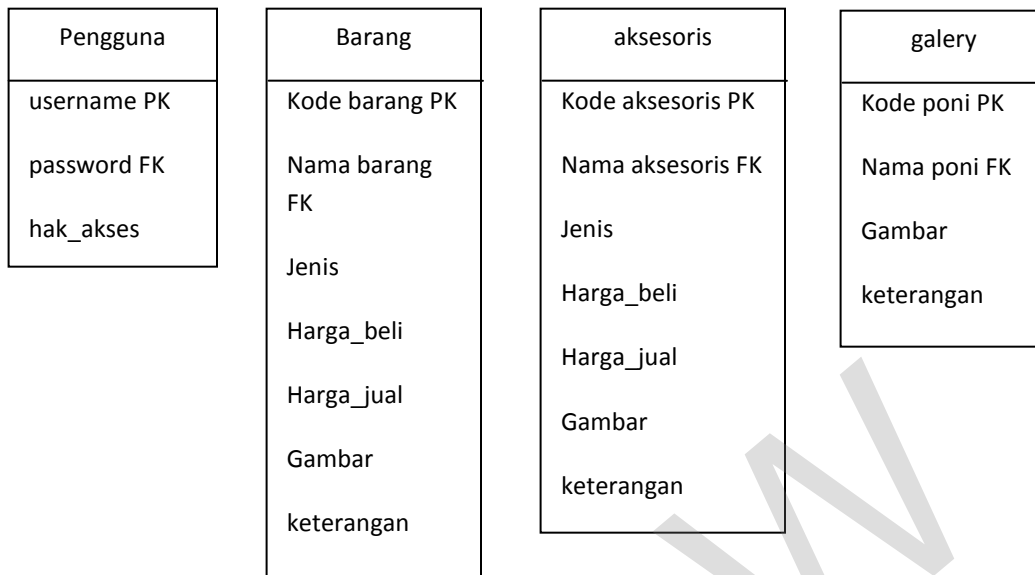 Pengguna
username PK
password FK
hak_akses
Barang
Kode barang PK
Nama barang
FK
Jenis
Harga_beli
Harga_jual
Gambar
keterangan
aksesoris
Kode aksesoris PK
Nama aksesoris FK
Jenis
Harga_beli
Harga_jual
Gambar
keterangan
galery
Kode poni PK
Nama poni FK
Gambar
keterangan
W